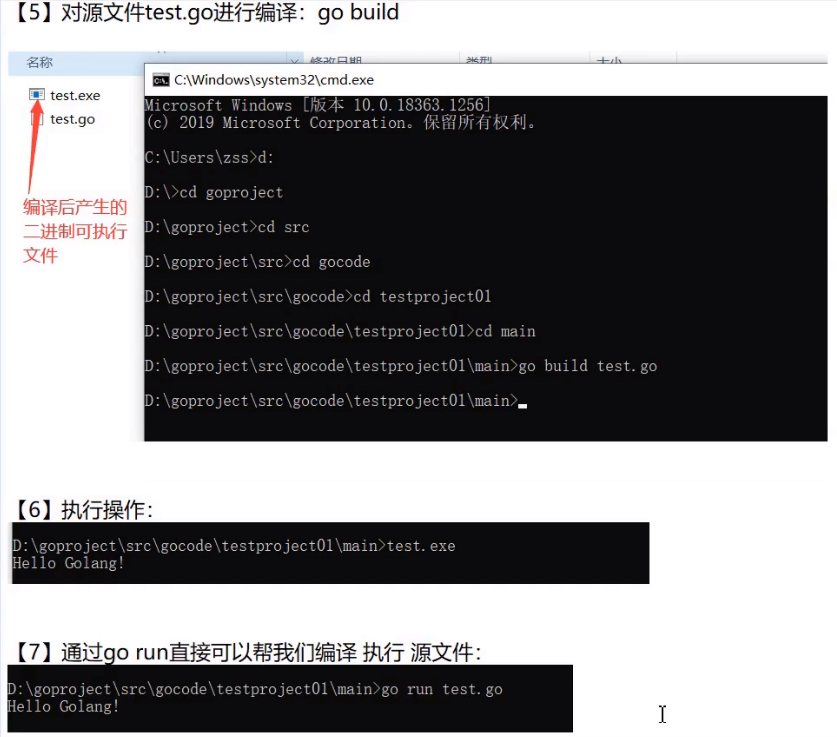 【5】对源文件test.go进行编译：go build
名称
修改日期
类型
大小
C:\Windows\system32\cmd.exe
test.exe
test.go
编译后产生的
二进制可执行
文件
Microsoft Windows [版本 10.0.18363.1256]
(c) 2019 Microsoft Corporation。保留所有权利。
C:\Users\zss>d:
D:\>cd goproject
D:\goproject>cd src
D:\goproject\src>cd gocode
D:\goproject\src\gocode>cd testproject01
D:\goproject\src\gocode\testproject01>cd main
D:\goproject\src\gocode\testproject01\main>go build test.go
D:\goproject\src\gocode\testproject01\main>
【6】执行操作：
D:\goproject\src\gocode\testproject01\main>test.exe
Hello Golang!
【7】通过go run直接可以帮我们编译 执行 源文件：
D:\goproject\src\gocode\testproject01\main>go run test.go
Hello Golang!